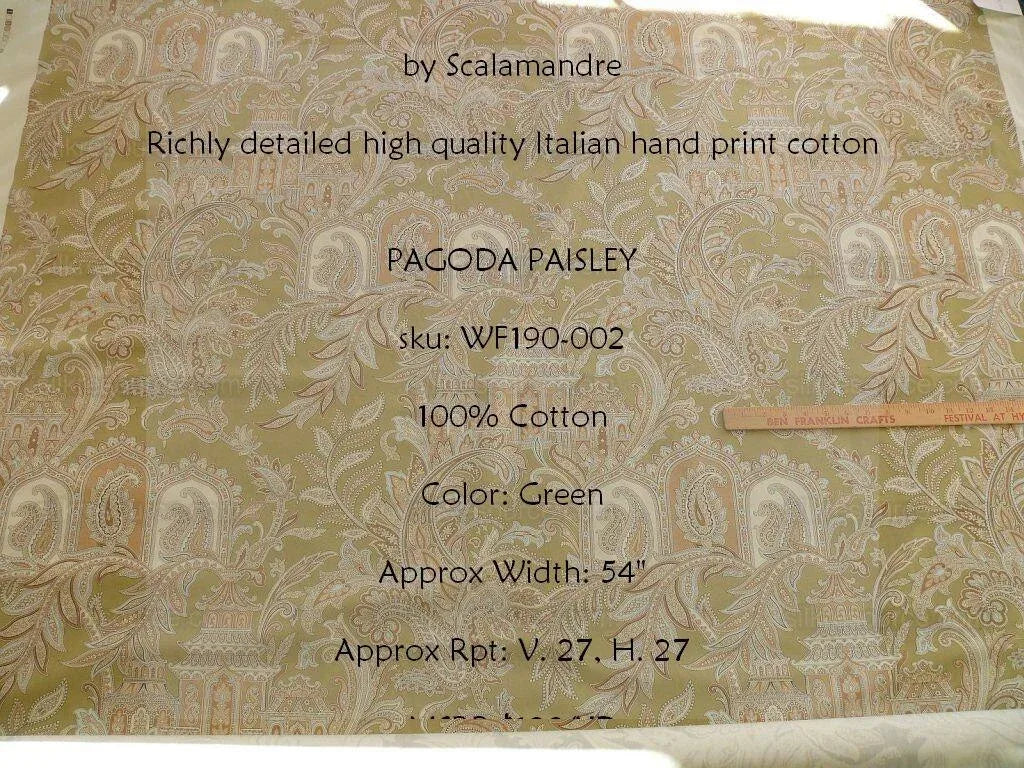 by Scalamandre
Richly detailed high quality Italian hand print cotton
PAGODA PAISLEY
sku: WF190-002
100% Cotton
Color: Green
BEN FRANKLIN CRAFTS
FESTIVAL AT
Approx Width: 54"
Approx Rpt: V. 27, H. 27